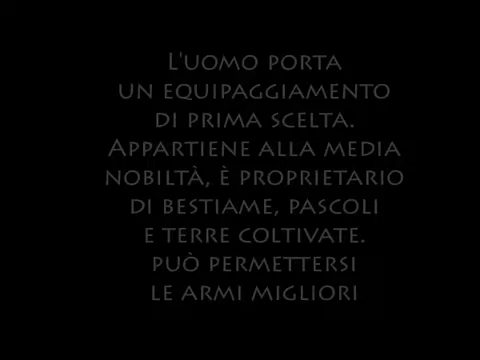 L'uomo porta
un equipaggiamento
di prima scelta.
Appartiene alla media
nobiltà, è proprietario
di bestiame, pascoli
e terre coltivate.
può permettersi
le armi migliori